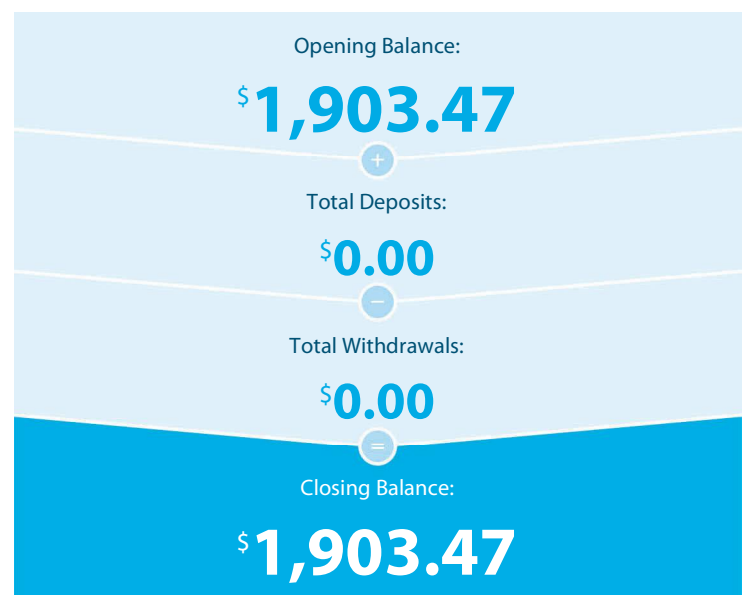 Opening Balance:
$1,903.47
+
Total Deposits:
$0.00
−
Total Withdrawals:
$0.00
=
Closing Balance:
$1,903.47